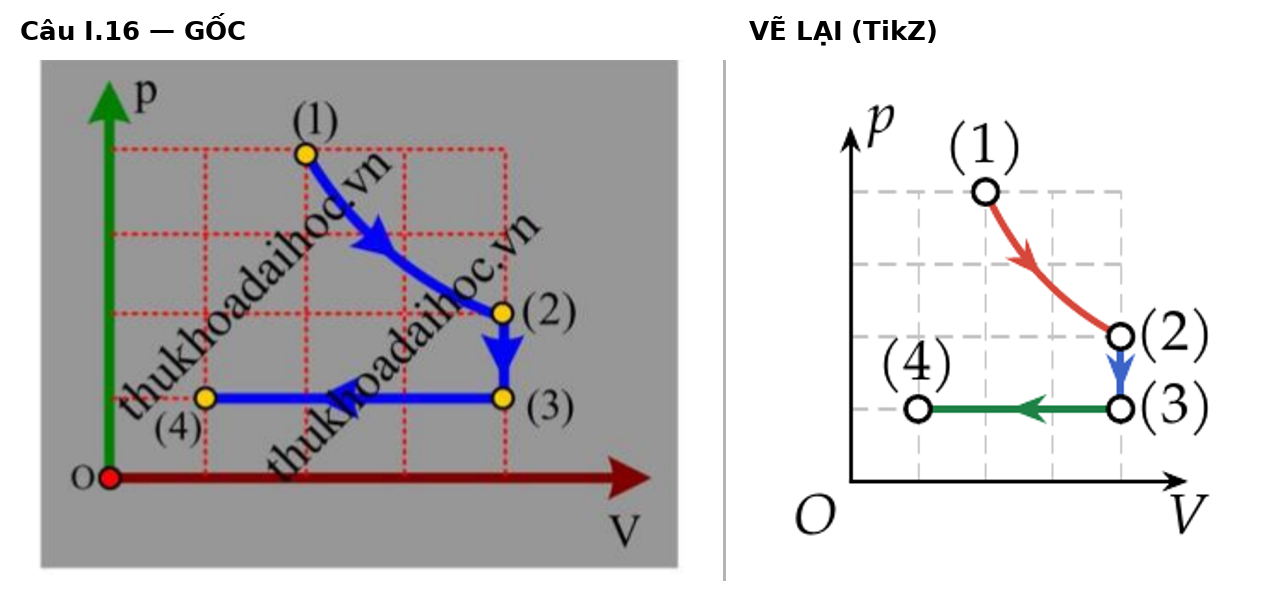 Câu I.16 — GỐC
p
(1)
(2)
(3)
(4)
O
V
thukhoadaihoc.vn
thukhoadaihoc.vn
VẼ LẠI (TikZ)
p
(1)
(2)
(4)
(3)
O
V